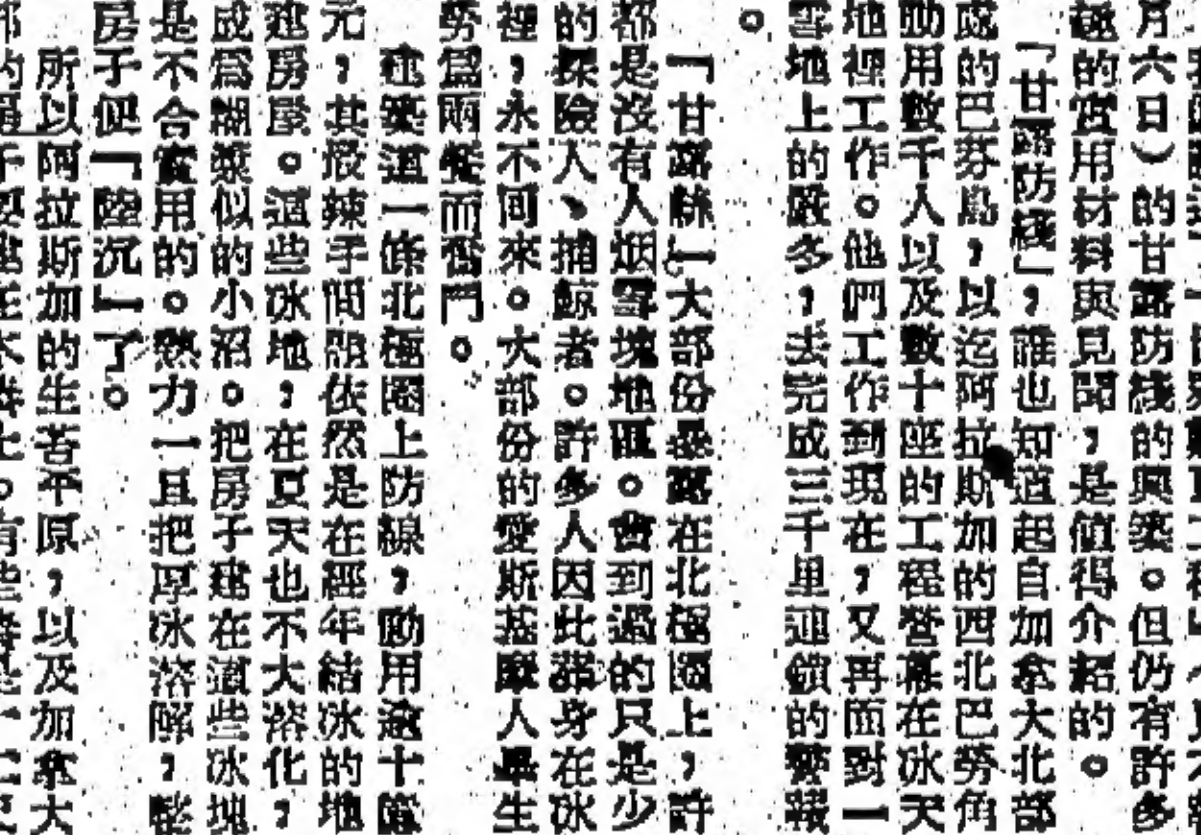 月六日）的甘露防綫的興築。但仍有許多
越的實用材料與見聞，是值得介紹的。
「甘露防綫」，誰也知道起自加拿大北部
處的巴芬島，以迄阿拉斯加的西北巴勞角
動用數千人以及數十座的工程營幕在冰天
地裡工作。他們工作到現在，又再面對一
雪地上的最多，去完成三千里連鎖的警報
。
「甘露線」大部份暴露在北極圈上，許
都是沒有人烟雪塊地區。會到過的只是少
的探險人、捕鯨者。許多人因此葬身在冰
裡，永不回來。大部份的愛斯基摩人畢生
勞為兩餐而奮鬥。
建築這一條北極圈上防線，動用逾十億
元，其最辣手問題依然是在經年結冰的地
建房屋。這些冰地，在夏天也不大溶化，
成為糊漿似的小沼。把房子建在這些冰塊
是不合實用的。熱力一旦把厚冰溶解，整
房子便「陸沉」了。
所以阿拉斯加的生苔平原，以及加拿大